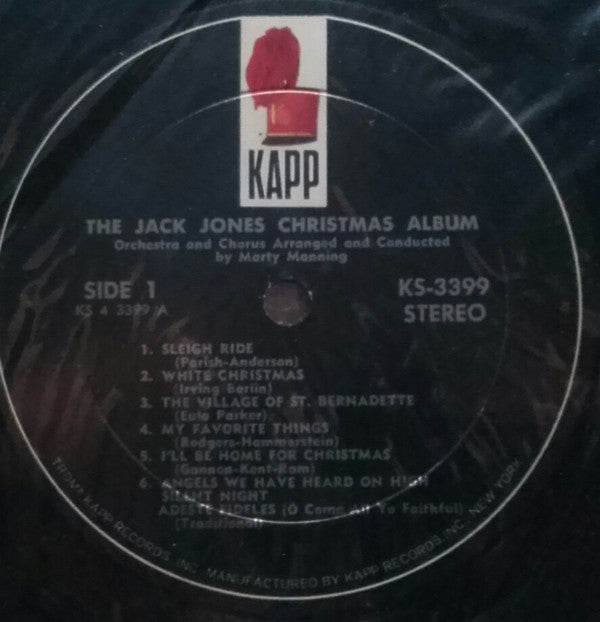 KAPP
THE JACK JONES CHRISTMAS ALBUM
Orchestra and Chorus Arranged and Conducted
by Marty Manning
SIDE 1
KS 4 3399 A
KS-3399
STEREO
1. SLEIGH RIDE
(Parish-Anderson)
2. WHITE CHRISTMAS
(Irving Berlin)
3. THE VILLAGE OF ST. BERNADETTE
(Eula Parker)
4. MY FAVORITE THINGS
(Rodgers-Hammerstein)
5. I'LL BE HOME FOR CHRISTMAS
(Gannon-Kent-Ram)
6. ANGELS WE HAVE HEARD ON HIGH
SILENT NIGHT
ADESTE FIDELES (O Come All Ye Faithful)
(Traditional)
KAPP RECORDS, INC. MANUFACTURED BY KAPP RECORDS, INC. NEW YORK